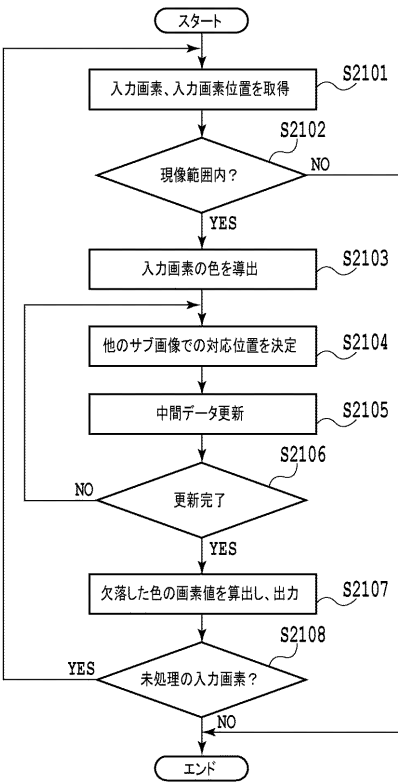 スタート
S2101
入力画素、入力画素位置を取得
S2102
現像範囲内?
NO
YES
S2103
入力画素の色を導出
S2104
他のサブ画像での対応位置を決定
S2105
中間データ更新
S2106
更新完了
NO
YES
S2107
欠落した色の画素値を算出し、出力
S2108
未処理の入力画素?
YES
NO
エンド